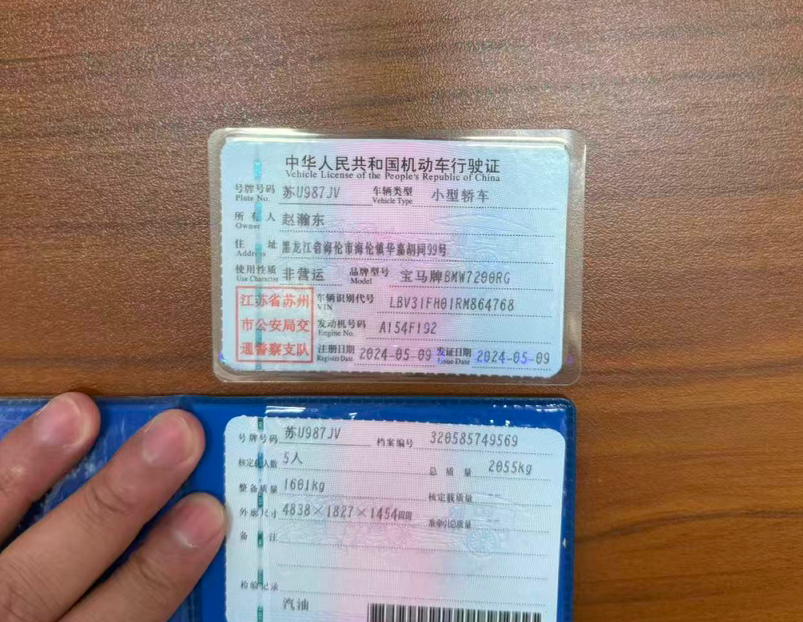 中华人民共和国机动车行驶证
Vehicle License of the People's Republic of China
号牌号码 苏U987JV 车辆类型 小型轿车
Plate No. Vehicle Type
所有人 赵瀚东
Owner
住址 黑龙江省海伦市海伦镇华嘉胡同99号
Address
使用性质 非营运 品牌型号 宝马牌BMW7200RG
Use Character Model
江苏省苏州 车辆识别代号 LBV31FH01RM864768
VIN
市公安局交 发动机号码 A154F192
Engine No.
通警察支队 注册日期 2024-05-09 发证日期 2024-05-09
Register Date Issue Date
号牌号码 苏U987JV 档案编号 320585749569
核定载人数 5人 总质量 2055kg
整备质量 1601kg 核定载质量 --
外廓尺寸 4838×1827×1454 准牵引总质量 --
备注
检验记录
汽油